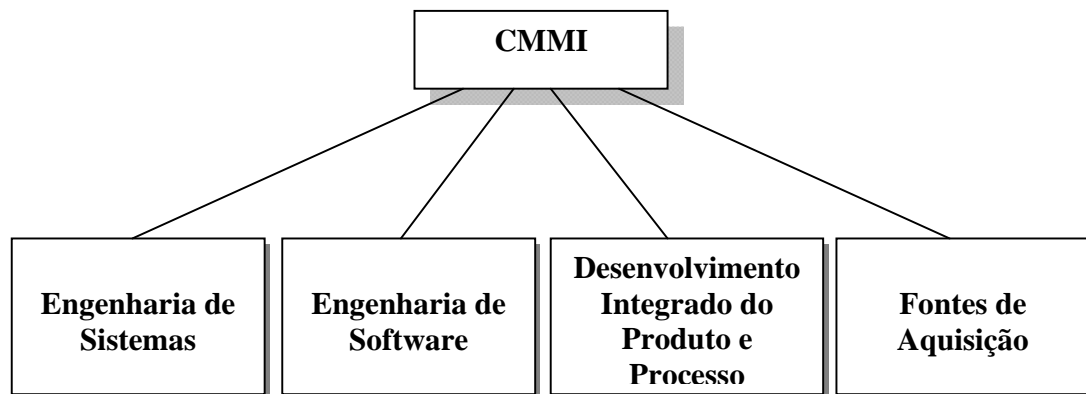 CMMI
Engenharia de
Sistemas
Engenharia de
Software
Desenvolvimento
Integrado do
Produto e
Processo
Fontes de
Aquisição